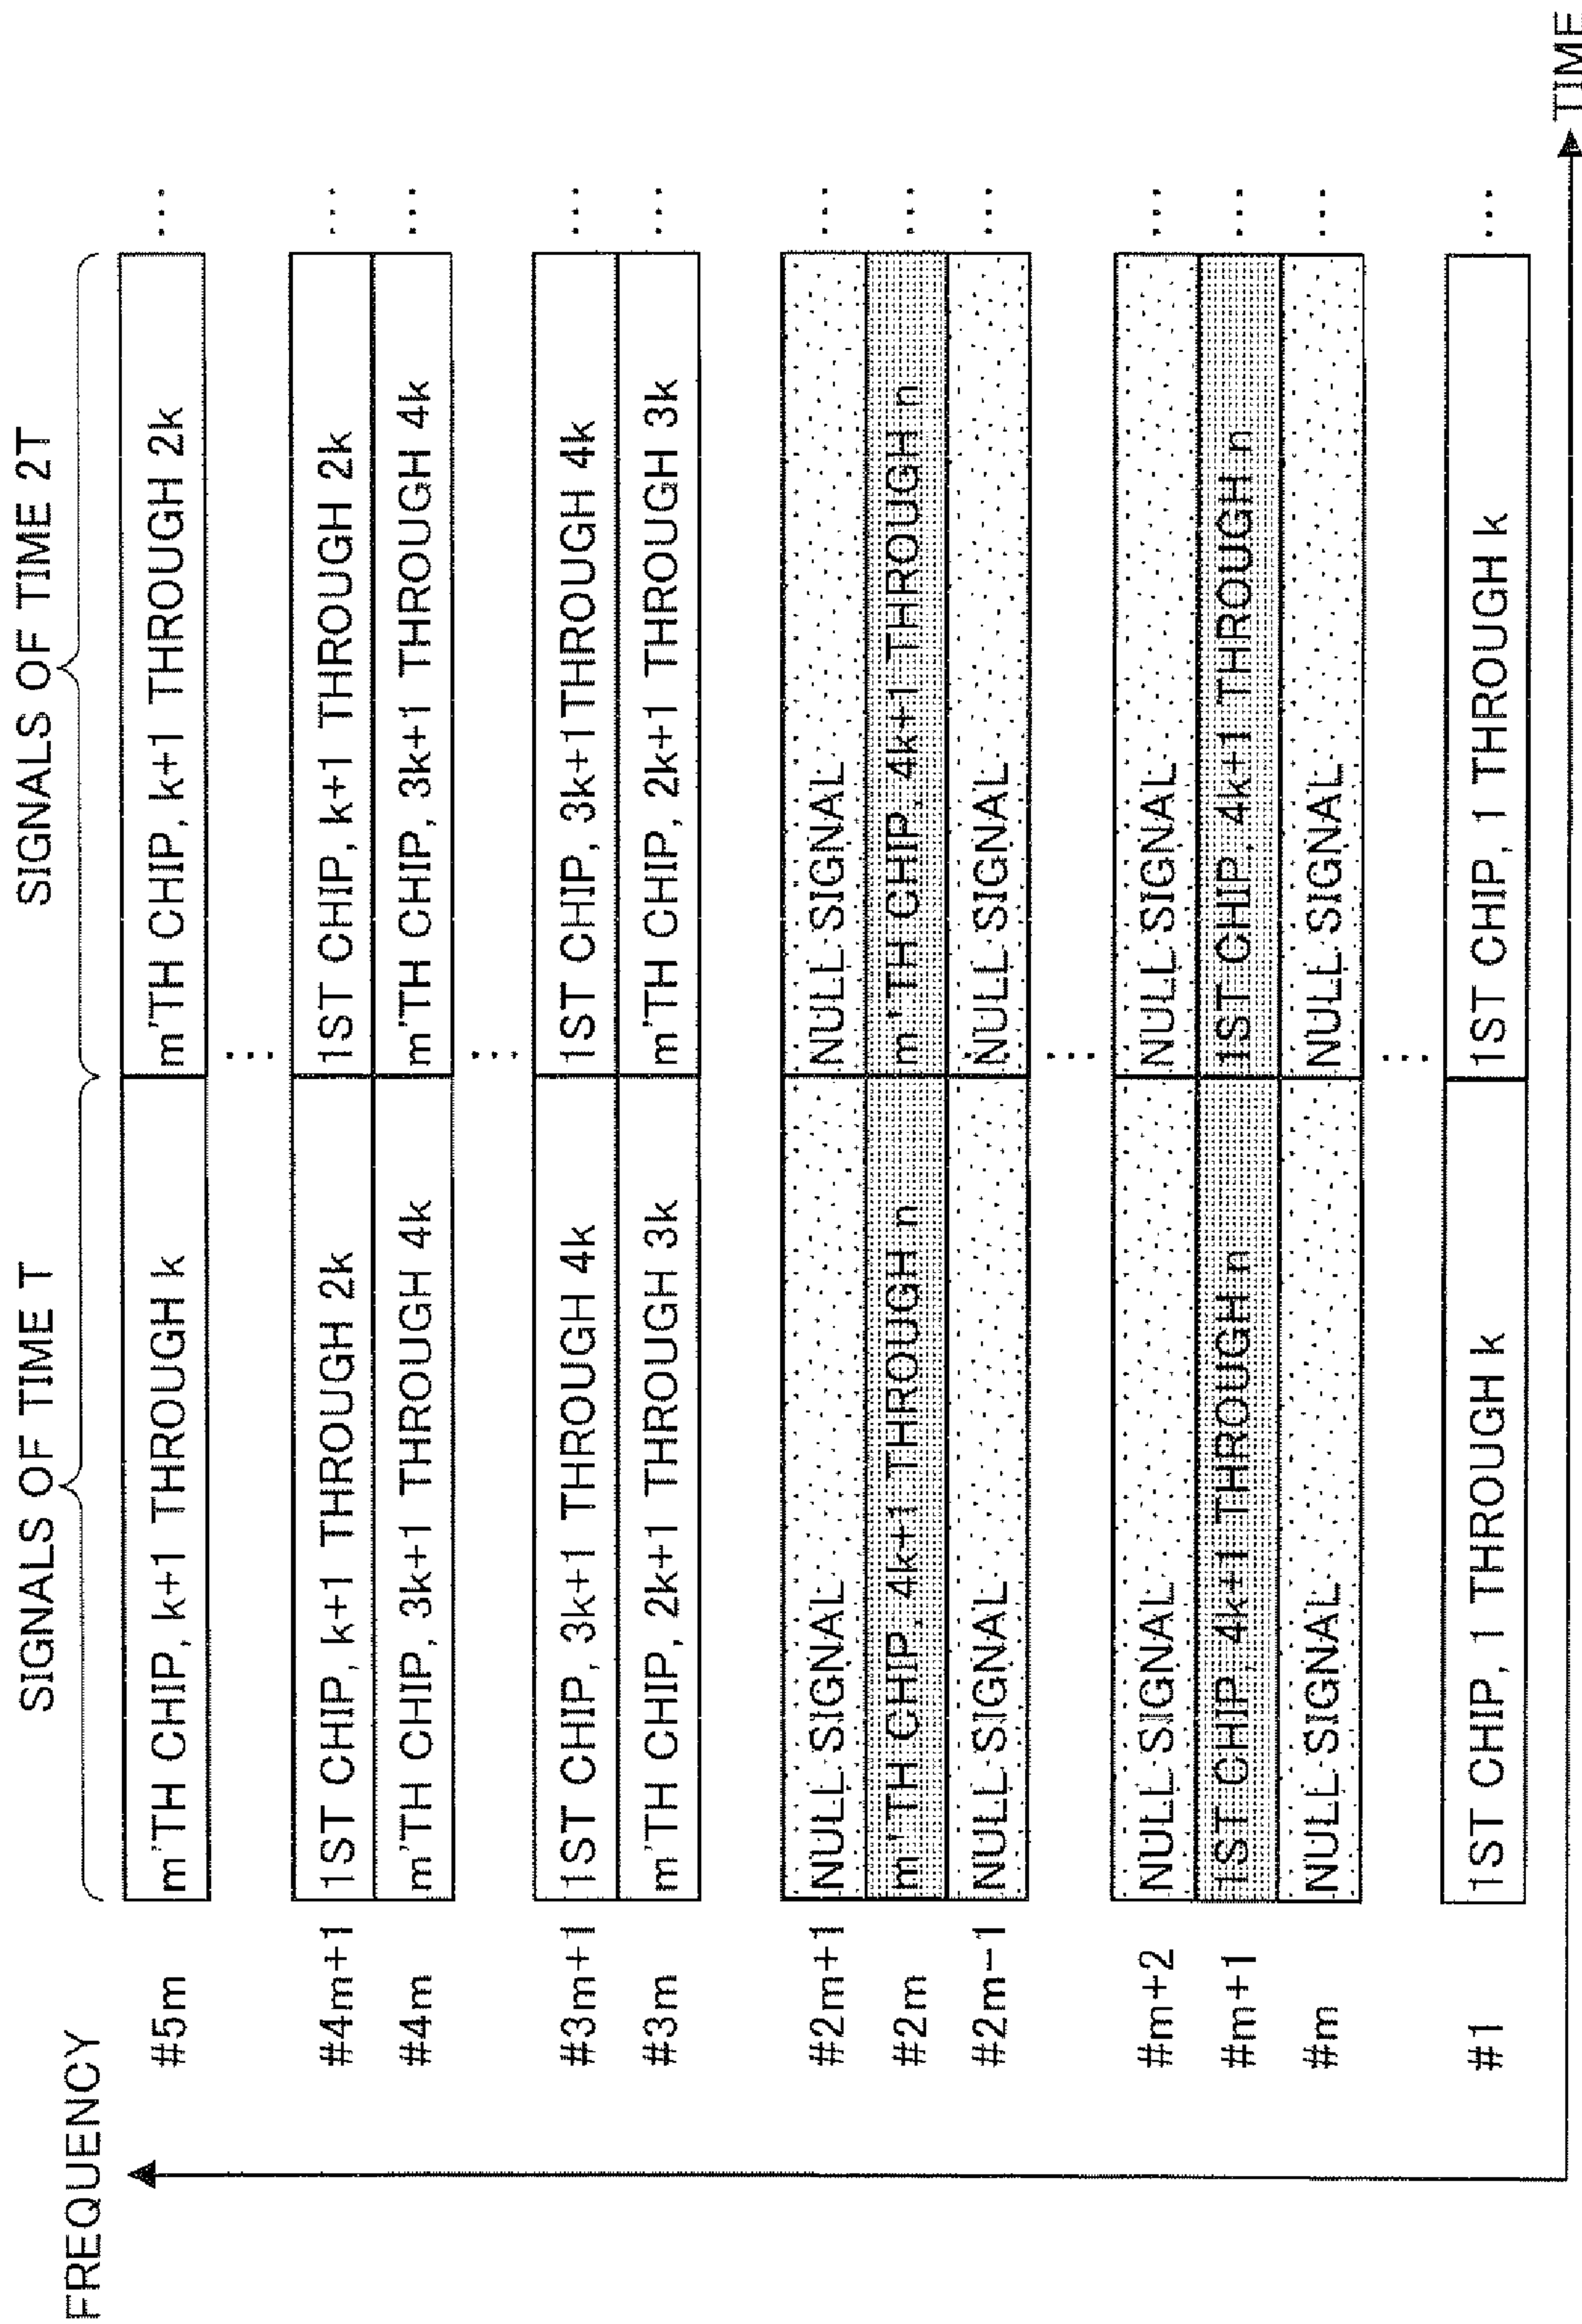 FREQUENCY
SIGNALS OF TIME T
SIGNALS OF TIME 2T
#5m
m'TH CHIP, k+1 THROUGH k
m'TH CHIP, k+1 THROUGH 2k
...
...
#4m+1
1ST CHIP, k+1 THROUGH 2k
1ST CHIP, k+1 THROUGH 2k
...
#4m
m'TH CHIP, 3k+1 THROUGH 4k
m'TH CHIP, 3k+1 THROUGH 4k
...
...
#3m+1
1ST CHIP, 3k+1 THROUGH 4k
1ST CHIP, 3k+1THROUGH 4k
...
#3m
m'TH CHIP, 2k+1 THROUGH 3k
m'TH CHIP, 2k+1 THROUGH 3k
...
#2m+1
NULL SIGNAL
NULL SIGNAL
...
#2m
m'TH CHIP, 4k+1 THROUGH n
m'TH CHIP, 4k+1 THROUGH n
...
#2m-1
NULL SIGNAL
NULL SIGNAL
...
...
#m+2
NULL SIGNAL
NULL SIGNAL
...
#m+1
1ST CHIP, 4k+1 THROUGH n
1ST CHIP, 4k+1 THROUGH n
...
#m
NULL SIGNAL
NULL SIGNAL
...
...
#1
1ST CHIP, 1 THROUGH k
1ST CHIP, 1 THROUGH k
...
TIME